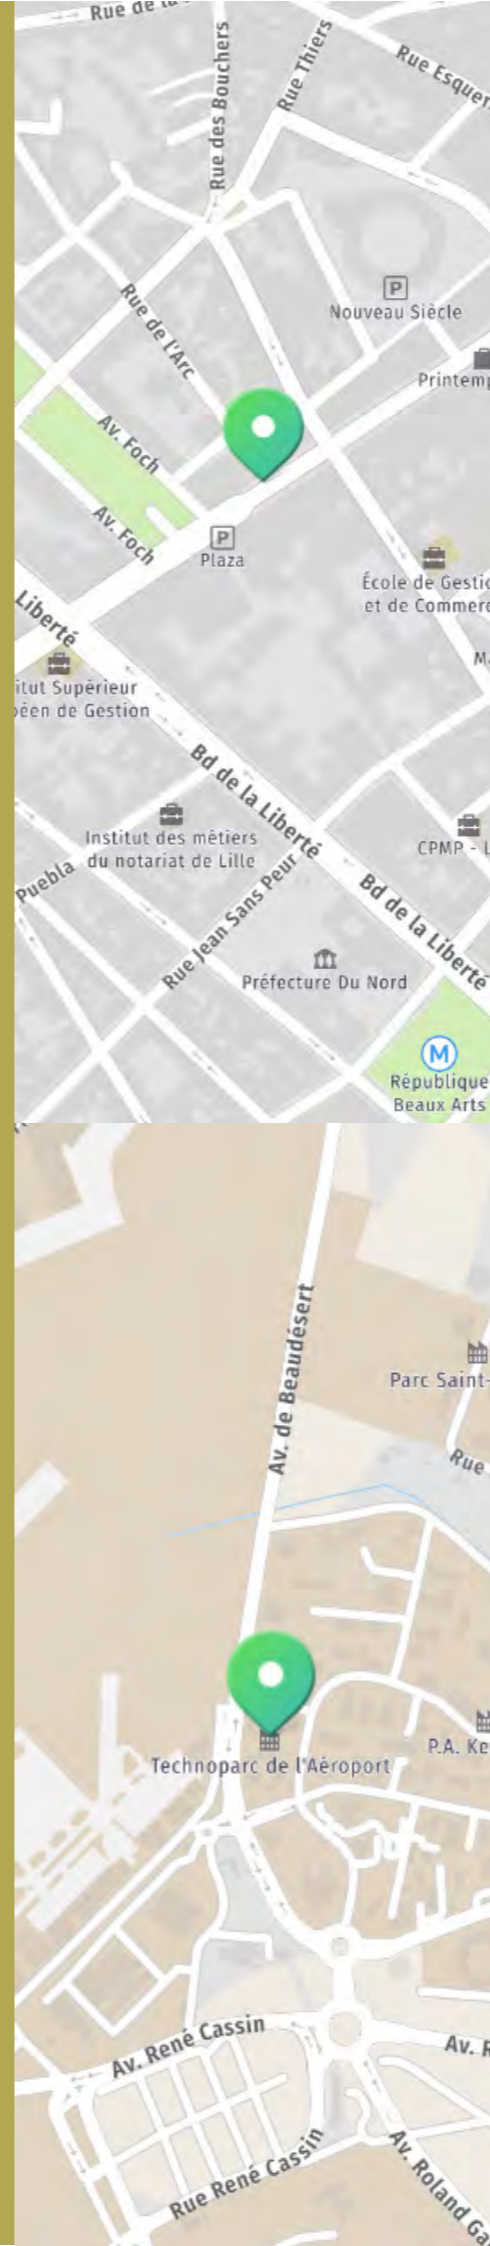 Rue de la
Rue des Bouchers
Rue Thiers
Rue Esquer
P
Nouveau Siècle
Rue de l'Arc
Printemp
Av. Foch
Av. Foch
P
Plaza
École de Gestio
et de Commerc
Liberté
Ma
itut Supérieur
péen de Gestion
Bd de la Liberté
Institut des métiers
du notariat de Lille
CPMP - L
Puebla
Rue Jean Sans Peur
Bd de la Liberté
Préfecture Du Nord
M
République
Beaux Arts
Av. de Beaudésert
Parc Saint-
Rue
P.A. Ke
Technoparc de l'Aéroport
Av. René Cassin
Av. R
Rue René Cassin
Av. Roland Ga